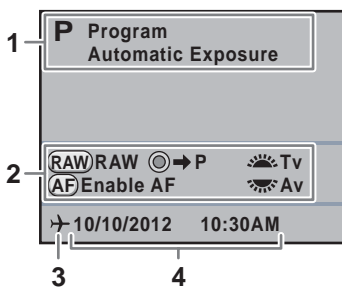 1
P Program
Automatic Exposure
2
RAW RAW ➡ P Tv
AF Enable AF Av
10/10/2012 10:30AM
3 4